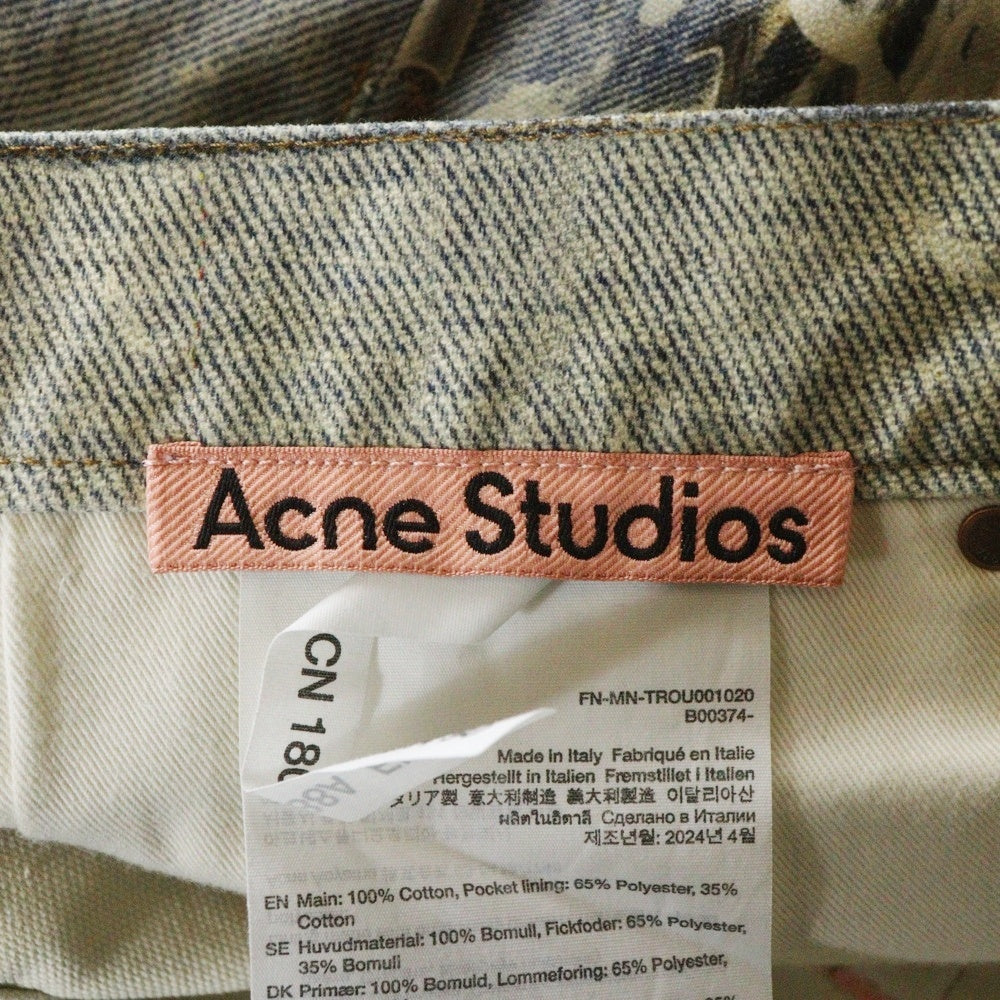 Acne Studios
CN 180
FN-MN-TROU001020
B00374-
Made in Italy Fabriqué en Italie
Hergestellt in Italien Fremstillet i Italien
タリア製 意大利制造 義大利製造 이탈리아산
ผลิตในอิตาลี Сделано в Италии
제조년월: 2024년 4월
EN Main: 100% Cotton, Pocket lining: 65% Polyester, 35%
Cotton
SE Huvudmaterial: 100% Bomull, Fickfoder: 65% Polyester,
35% Bomull
DK Primær: 100% Bomuld, Lommeforing: 65% Polyester,